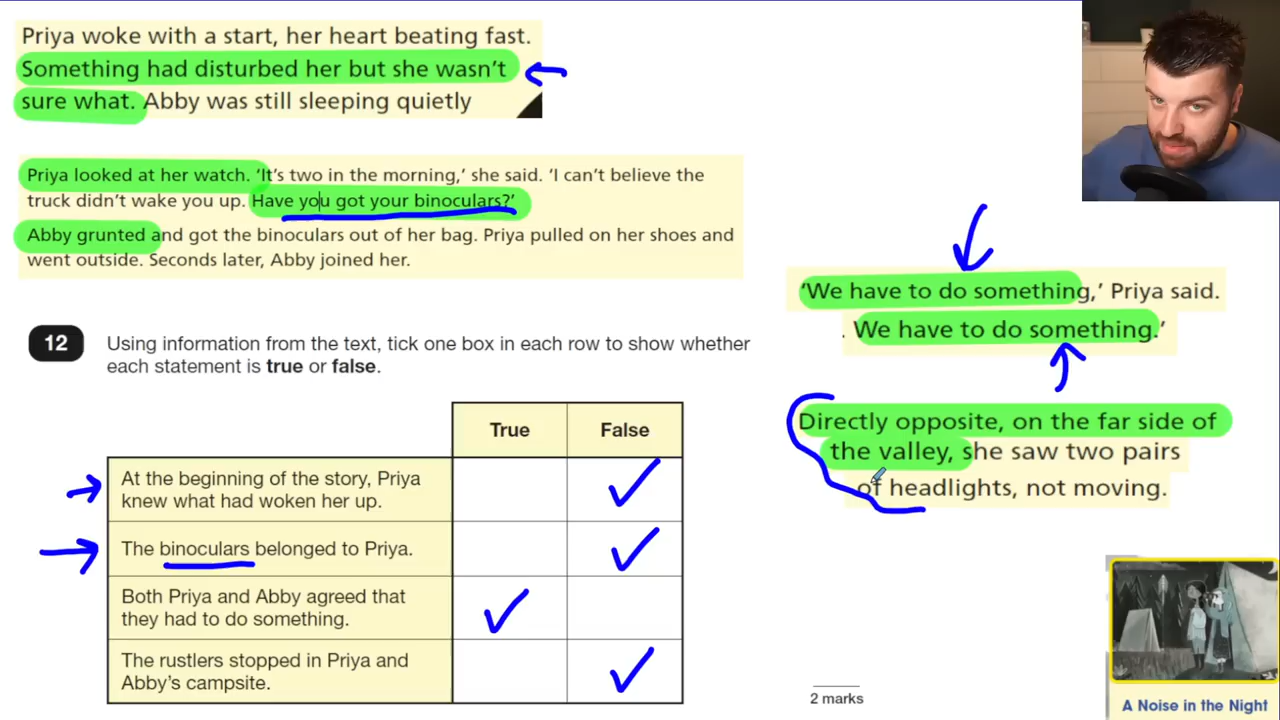 Priya woke with a start, her heart beating fast.
Something had disturbed her but she wasn't
sure what. Abby was still sleeping quietly
Priya looked at her watch. 'It's two in the morning,' she said. 'I can't believe the
truck didn't wake you up. Have you got your binoculars?'
Abby grunted and got the binoculars out of her bag. Priya pulled on her shoes and
went outside. Seconds later, Abby joined her.
12 Using information from the text, tick one box in each row to show whether
each statement is true or false.
True False
At the beginning of the story, Priya
knew what had woken her up.
The binoculars belonged to Priya.
Both Priya and Abby agreed that
they had to do something.
The rustlers stopped in Priya and
Abby's campsite.
'We have to do something,' Priya said.
. We have to do something.'
Directly opposite, on the far side of
the valley, she saw two pairs
of headlights, not moving.
2 marks
A Noise in the Night